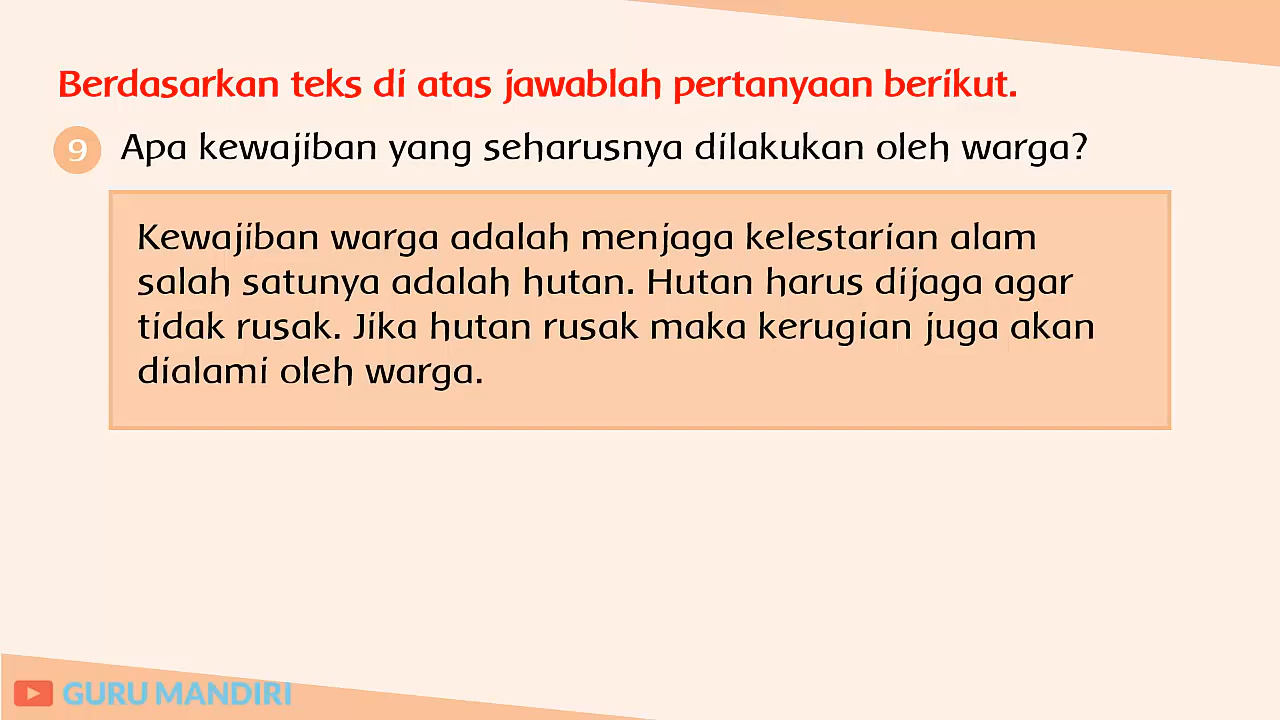 Berdasarkan teks di atas jawablah pertanyaan berikut.
9 Apa kewajiban yang seharusnya dilakukan oleh warga?
Kewajiban warga adalah menjaga kelestarian alam
salah satunya adalah hutan. Hutan harus dijaga agar
tidak rusak. Jika hutan rusak maka kerugian juga akan
dialami oleh warga.
GURU MANDIRI